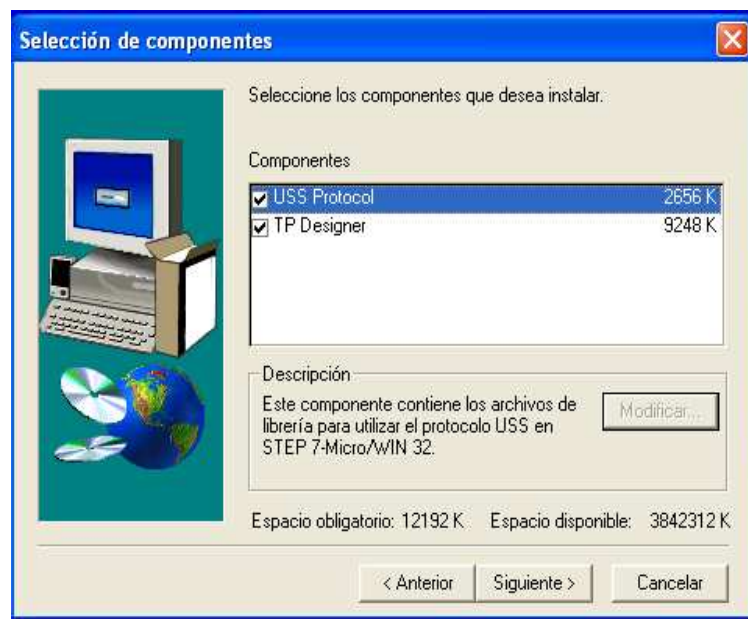 Selección de componentes
Seleccione los componentes que desea instalar.
Componentes
USS Protocol 2656 K
TP Designer 9248 K
Descripción
Este componente contiene los archivos de
librería para utilizar el protocolo USS en
STEP 7-Micro/WIN 32.
Modificar...
Espacio obligatorio: 12192 K Espacio disponible: 3842312 K
< Anterior Siguiente > Cancelar